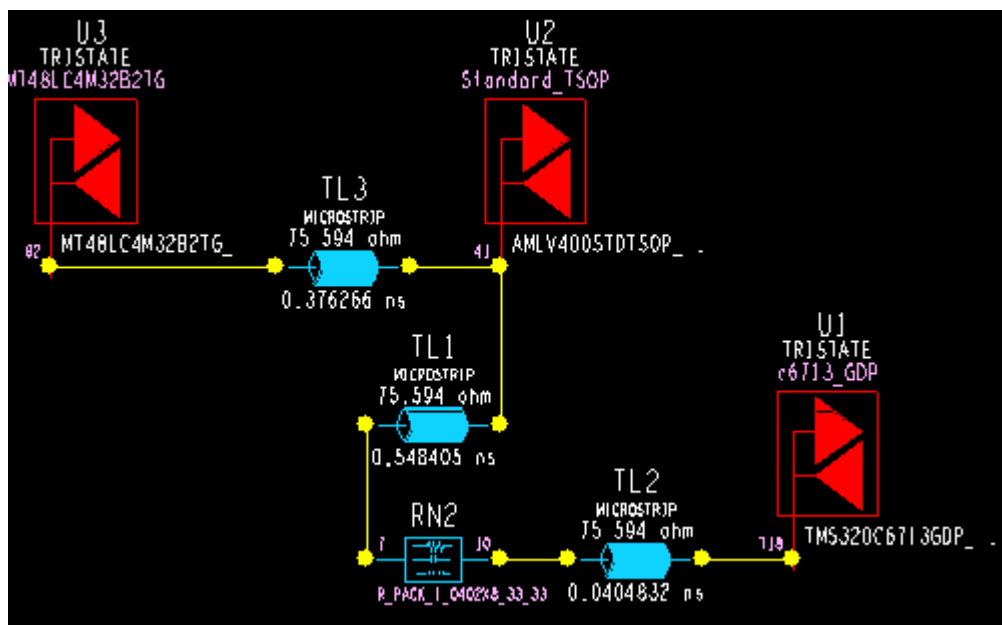 U3
TRISTATE
MT48LC4M32B2TG
82
MT48LC4M32B2TG_
U2
TRISTATE
Standard_TSOP
41
AMLV4005TDTSOP_ .
TL3
MICROSTRIP
75.594 ohm
0.376266 ns
TL1
MICROSTRIP
75.594 ohm
0.548405 ns
U1
TRISTATE
c6713_GDP
TMS320C6713GDP_ .
RN2
7
10
R_PACK_1_0402X8_33_33
TL2
MICROSTRIP
75.594 ohm
0.0404832 ns